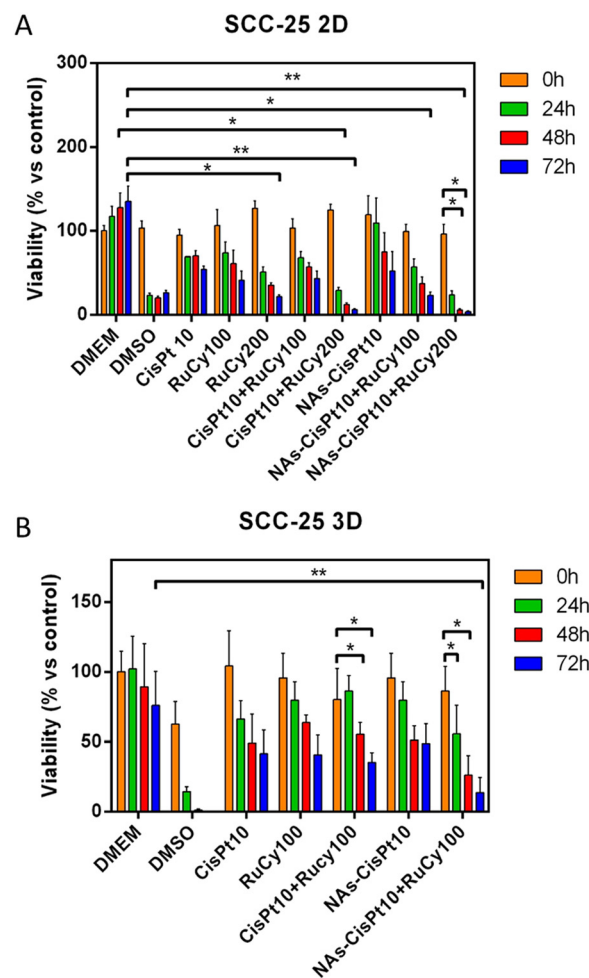 A
SCC-25 2D
Viability (% vs control)
300
200
100
0
**
*
*
**
*
*
*
0h
24h
48h
72h
DMEM
DMSO
CisPt 10
RuCy100
RuCy200
CisPt10+RuCy100
CisPt10+RuCy200
NAs-CisPt10
NAs-CisPt10+RuCy100
NAs-CisPt10+RuCy200
B
SCC-25 3D
Viability (% vs control)
150
100
50
0
**
*
*
*
*
0h
24h
48h
72h
DMEM
DMSO
CisPt10
RuCy100
CisPt10+Rucy100
NAs-CisPt10
NAs-CisPt10+RuCy100